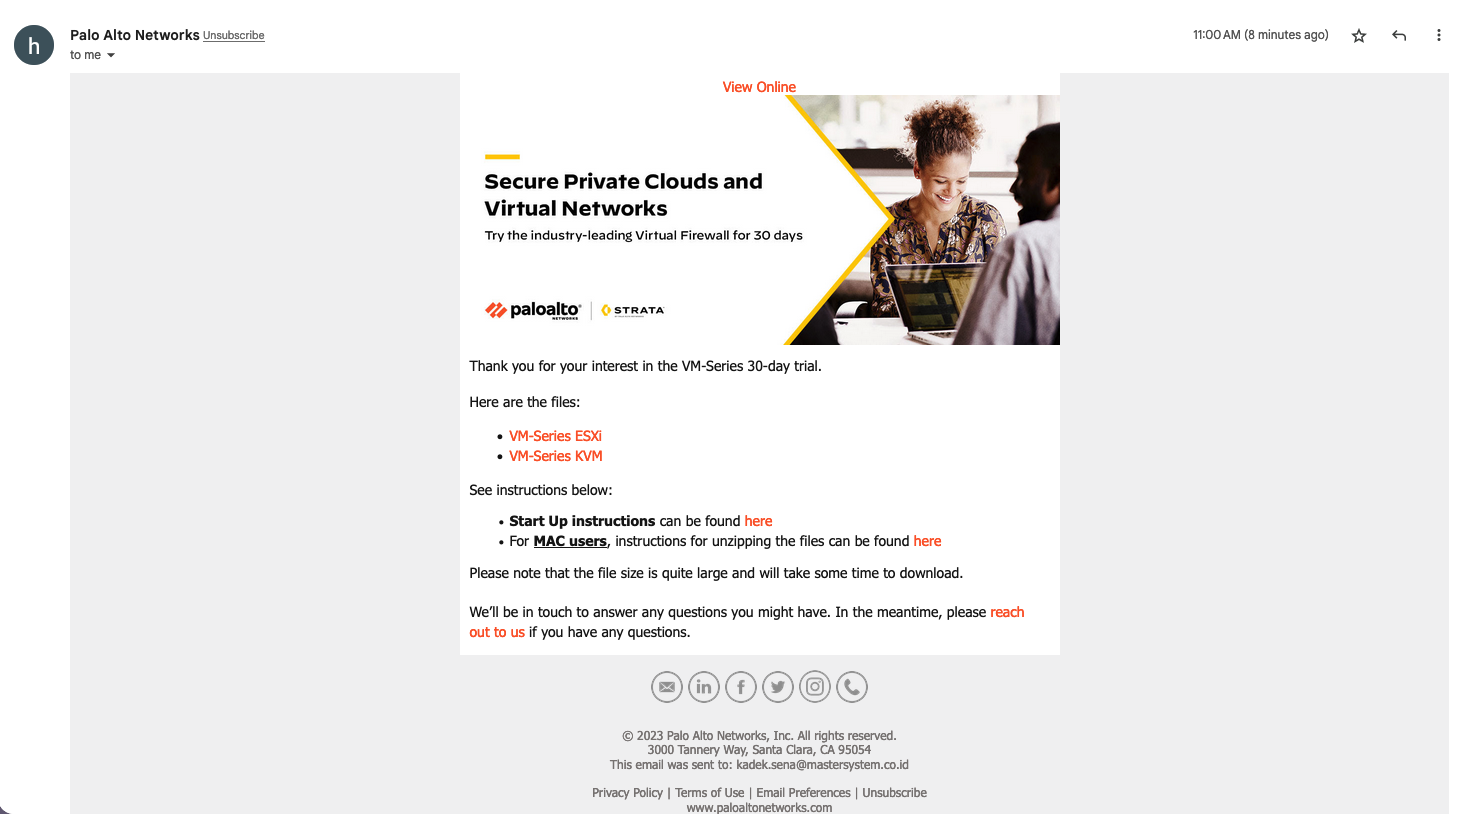 h
Palo Alto Networks Unsubscribe
11:00 AM (8 minutes ago)
to me
View Online
Secure Private Clouds and
Virtual Networks
Try the industry-leading Virtual Firewall for 30 days
paloalto
NETWORKS
STRATA
Thank you for your interest in the VM-Series 30-day trial.
Here are the files:
• VM-Series ESXi
• VM-Series KVM
See instructions below:
• Start Up instructions can be found here
• For MAC users, instructions for unzipping the files can be found here
Please note that the file size is quite large and will take some time to download.
We'll be in touch to answer any questions you might have. In the meantime, please reach
out to us if you have any questions.
in
f
© 2023 Palo Alto Networks, Inc. All rights reserved.
3000 Tannery Way, Santa Clara, CA 95054
This email was sent to: kadek.sena@mastersystem.co.id
Privacy Policy | Terms of Use | Email Preferences | Unsubscribe
www.paloaltonetworks.com